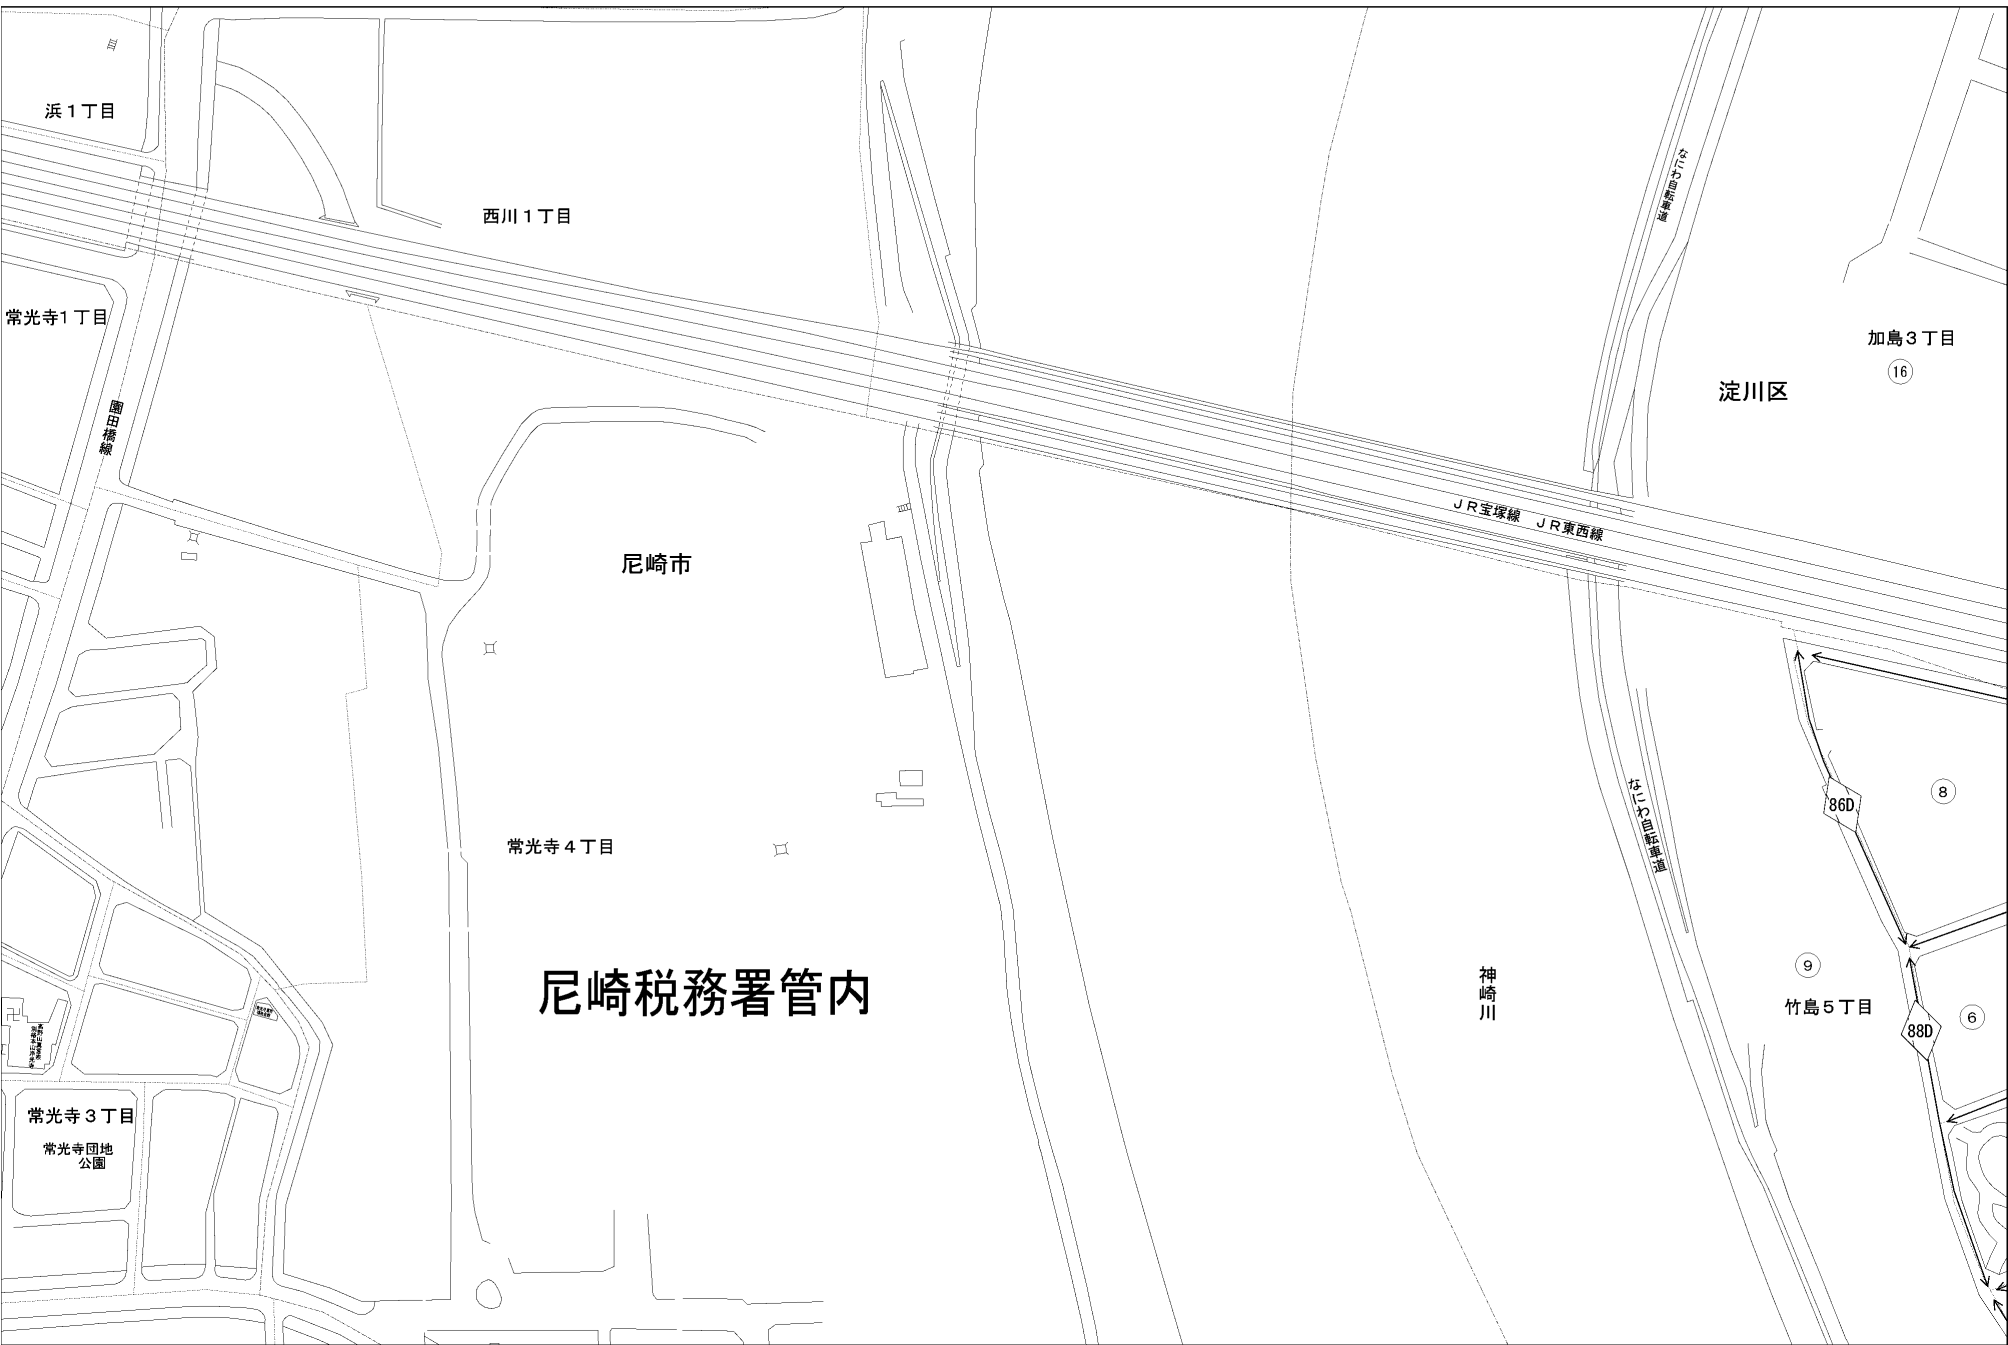 浜１丁目
西川１丁目
なにわ自転車道
常光寺1丁目
加島３丁目
16
淀川区
園田橋線
ＪＲ宝塚線　ＪＲ東西線
尼崎市
8
86D
なにわ自転車道
常光寺４丁目
9
尼崎税務署管内
神崎川
竹島５丁目
6
88D
常光寺３丁目
常光寺団地
公園